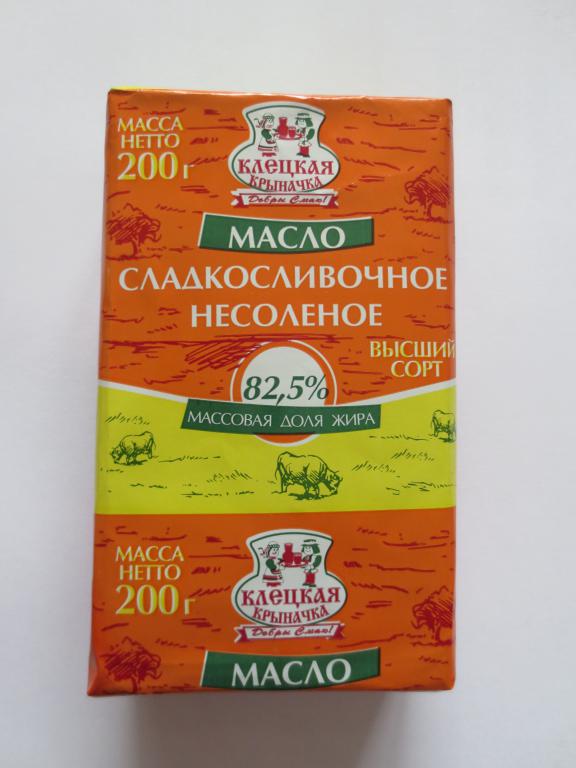 МАССА
НЕТТО
200 г
КЛЕЦКАЯ
КРЫНАЧКА
Добры Смак!
МАСЛО
СЛАДКОСЛИВОЧНОЕ
НЕСОЛЕНОЕ
ВЫСШИЙ
СОРТ
82,5%
МАССОВАЯ ДОЛЯ ЖИРА
МАССА
НЕТТО
200 г
КЛЕЦКАЯ
КРЫНАЧКА
Добры Смак!
МАСЛО